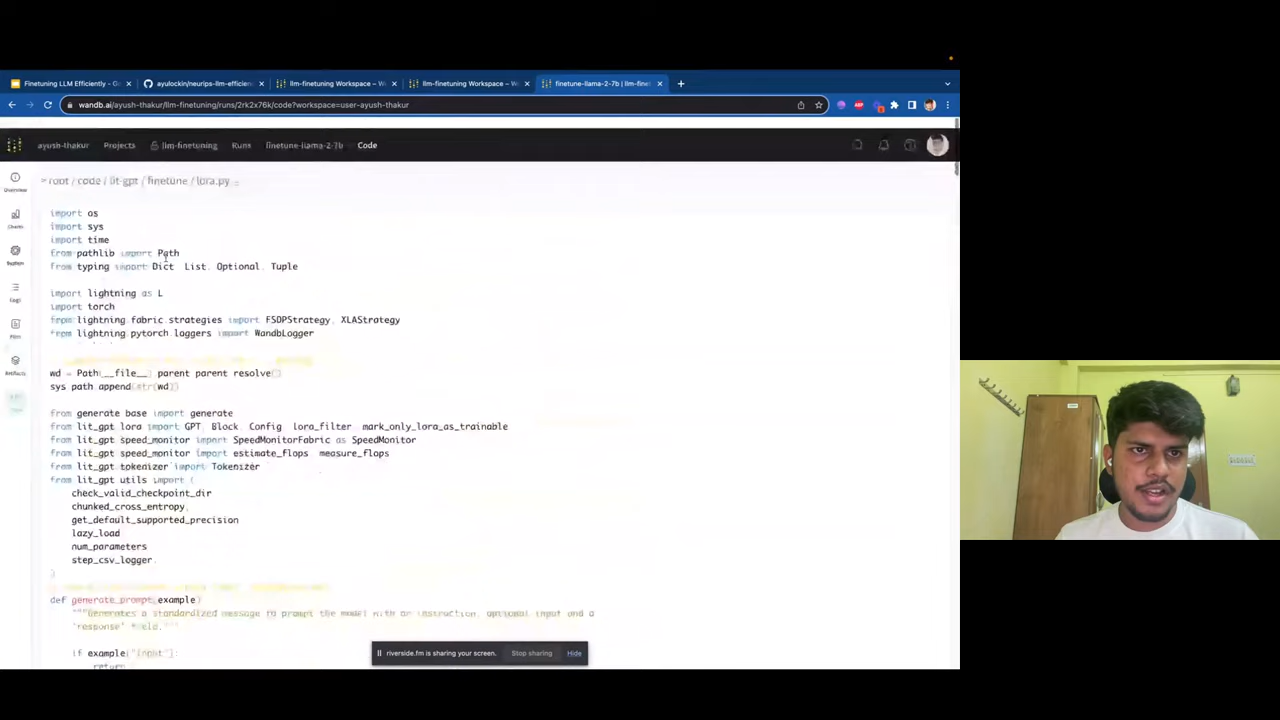 Finetuning LLM Efficiently - G
ayulockin/neurips-llm-efficien
llm-finetuning Workspace – W
llm-finetuning Workspace – W
finetune-llama-2-7b | llm-fine
wandb.ai/ayush-thakur/llm-finetuning/runs/2rk2x76k/code?workspace=user-ayush-thakur
ayush-thakur Projects llm-finetuning Runs finetune-llama-2-7b Code
> root / code / lit-gpt / finetune / lora.py
Overview
Charts
System
Logs
Files
Artifacts
import os
import sys
import time
from pathlib import Path
from typing import Dict List Optional Tuple
import lightning as L
import torch
from lightning fabric strategies import FSDPStrategy, XLAStrategy
from lightning pytorch loggers import WandbLogger
wd = Path(__file__) parent parent resolve()
sys path append(str(wd))
from generate base import generate
from lit_gpt lora import GPT, Block, Config lora_filter mark_only_lora_as_trainable
from lit_gpt speed_monitor import SpeedMonitorFabric as SpeedMonitor
from lit_gpt speed_monitor import estimate_flops measure_flops
from lit_gpt tokenizer import Tokenizer
from lit_gpt utils import (
check_valid_checkpoint_dir
chunked_cross_entropy,
get_default_supported_precision
lazy_load
num_parameters
step_csv_logger,
)
def generate_prompt(example)
"""Generates a standardized message to prompt the model with an instruction, optional input and a
'response' field."""
if example["input"]:
return
riverside.fm is sharing your screen. Stop sharing Hide